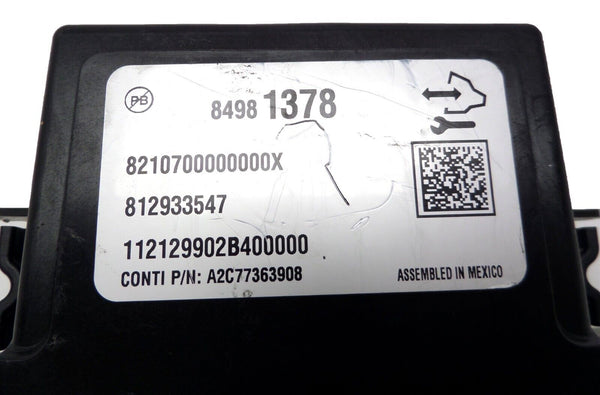 PB
8498 1378
8210700000000X
812933547
112129902B400000
CONTI P/N: A2C77363908
ASSEMBLED IN MEXICO